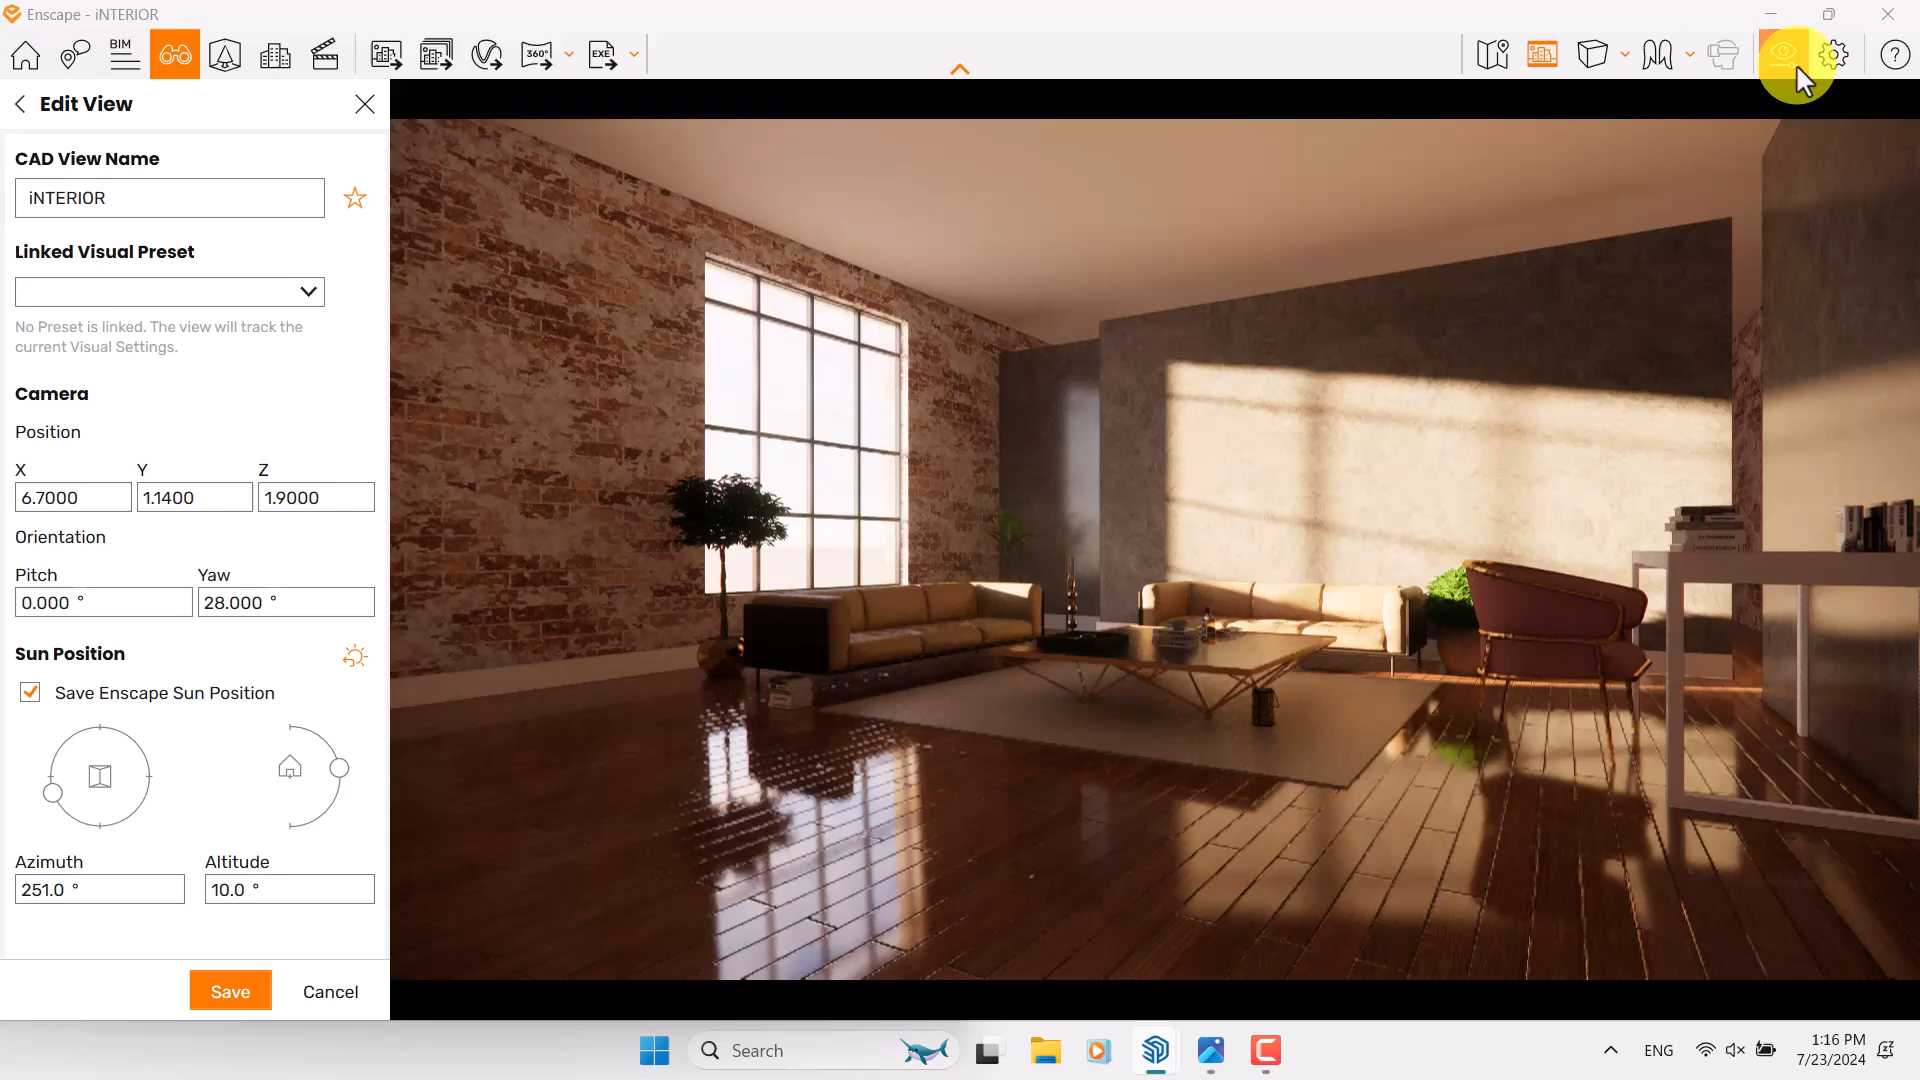 Enscape - iNTERIOR
BIM
360°
EXE
Edit View
CAD View Name
iNTERIOR
Linked Visual Preset
No Preset is linked. The view will track the
current Visual Settings.
Camera
Position
X Y Z
6.7000 1.1400 1.9000
Orientation
Pitch Yaw
0.000 ° 28.000 °
Sun Position
Save Enscape Sun Position
Azimuth Altitude
251.0 ° 10.0 °
Save Cancel
Search
ENG
1:16 PM
7/23/2024